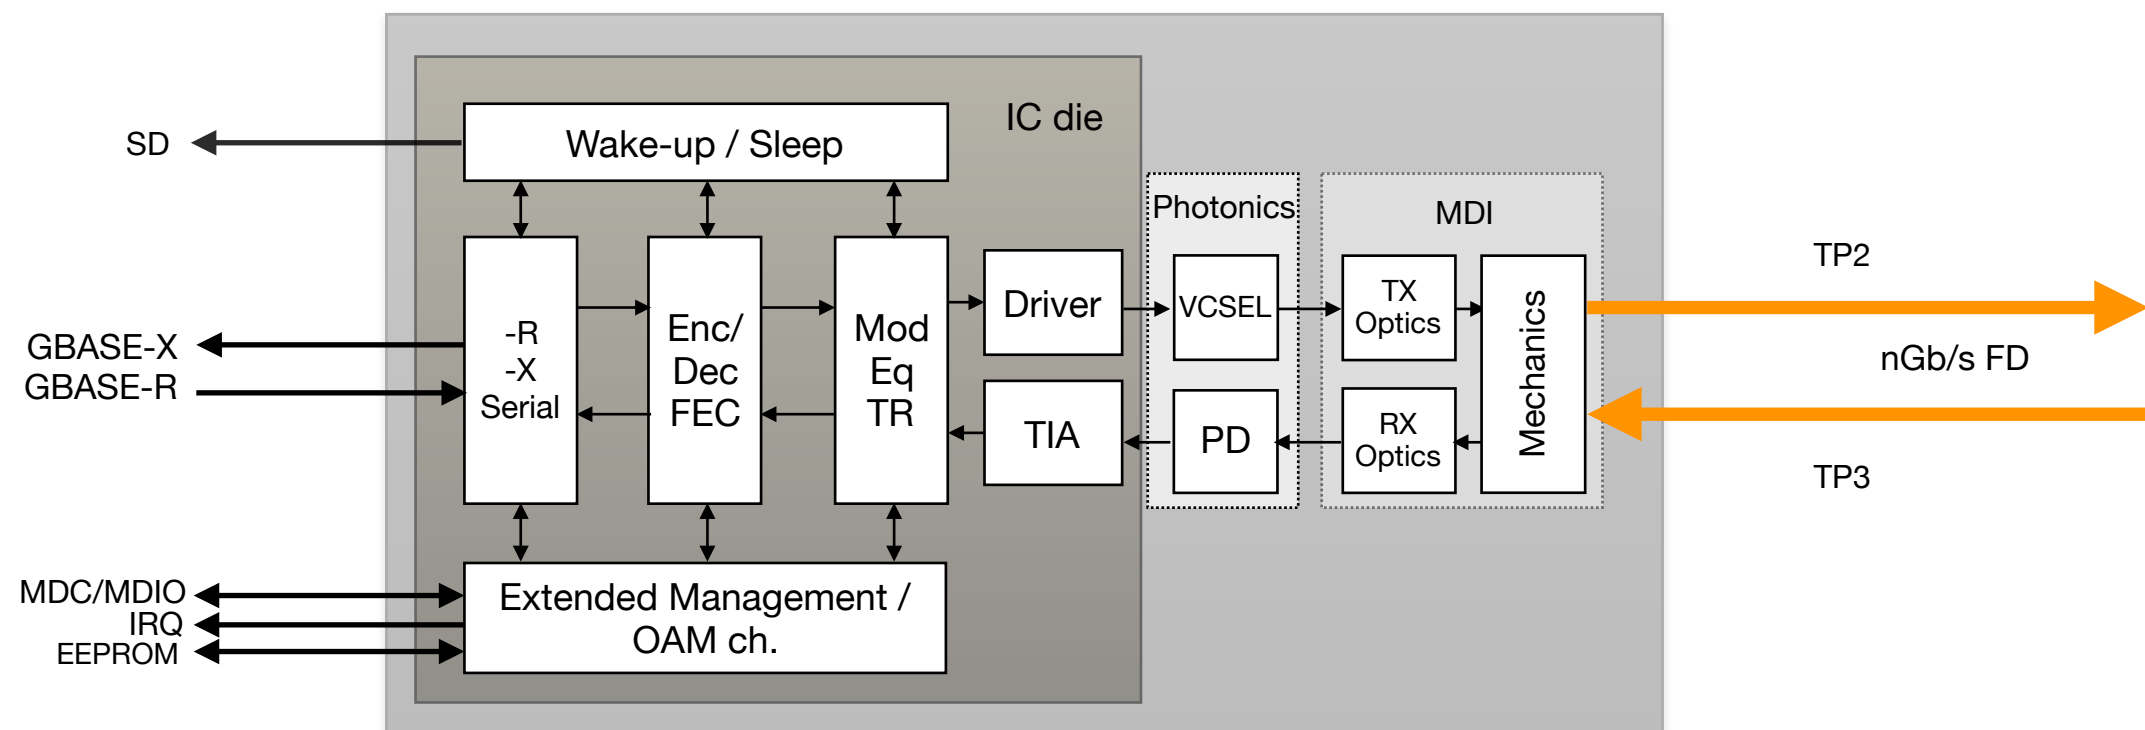 IC die
SD
Wake-up / Sleep
Photonics
MDI
TP2
GBASE-X
GBASE-R
-R
-X
Serial
Enc/
Dec
FEC
Mod
Eq
TR
Driver
TIA
VCSEL
PD
TX
Optics
RX
Optics
Mechanics
nGb/s FD
TP3
MDC/MDIO
IRQ
EEPROM
Extended Management /
OAM ch.